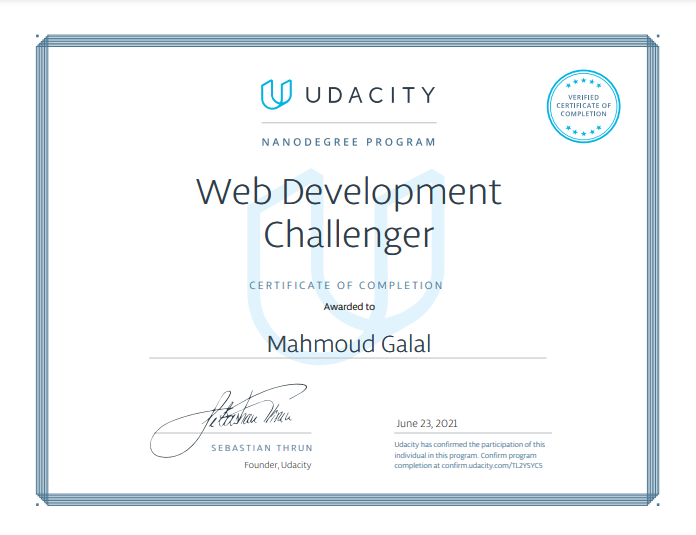 UDACITY
VERIFIED
CERTIFICATE OF
COMPLETION
NANODEGREE PROGRAM
Web Development
Challenger
CERTIFICATE OF COMPLETION
Awarded to
Mahmoud Galal
Sebastian Thrun
SEBASTIAN THRUN
Founder, Udacity
June 23, 2021
Udacity has confirmed the participation of this
individual in this program. Confirm program
completion at confirm.udacity.com/TL2YSYC5